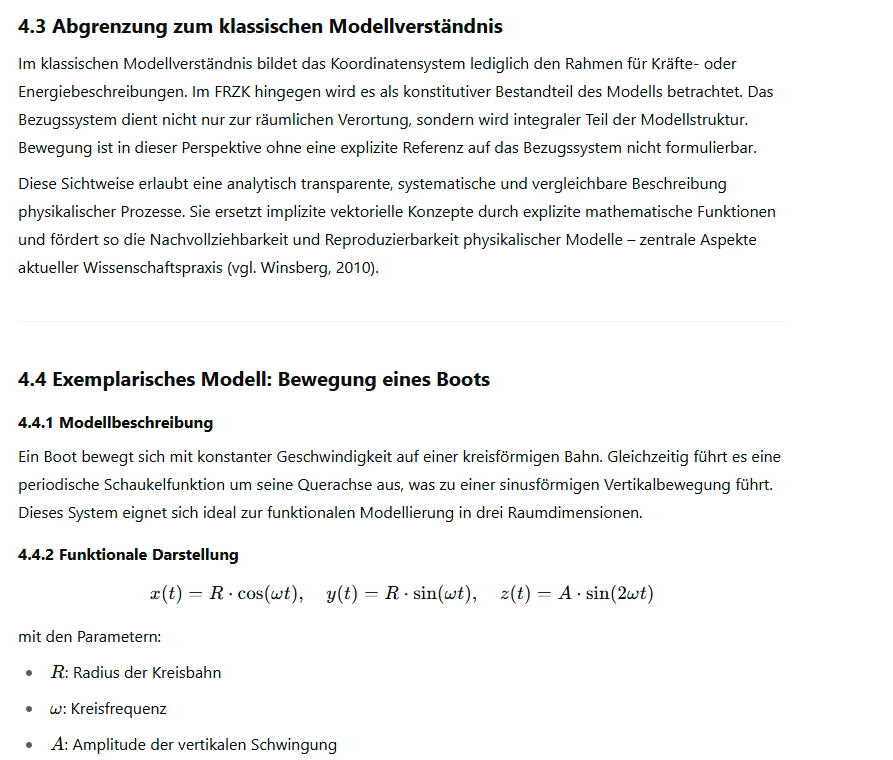 4.3 Abgrenzung zum klassischen Modellverständnis
Im klassischen Modellverständnis bildet das Koordinatensystem lediglich den Rahmen für Kräfte- oder
Energiebeschreibungen. Im FRZK hingegen wird es als konstitutiver Bestandteil des Modells betrachtet. Das
Bezugssystem dient nicht nur zur räumlichen Verortung, sondern wird integraler Teil der Modellstruktur.
Bewegung ist in dieser Perspektive ohne eine explizite Referenz auf das Bezugssystem nicht formulierbar.
Diese Sichtweise erlaubt eine analytisch transparente, systematische und vergleichbare Beschreibung
physikalischer Prozesse. Sie ersetzt implizite vektorielle Konzepte durch explizite mathematische Funktionen
und fördert so die Nachvollziehbarkeit und Reproduzierbarkeit physikalischer Modelle – zentrale Aspekte
aktueller Wissenschaftspraxis (vgl. Winsberg, 2010).
4.4 Exemplarisches Modell: Bewegung eines Boots
4.4.1 Modellbeschreibung
Ein Boot bewegt sich mit konstanter Geschwindigkeit auf einer kreisförmigen Bahn. Gleichzeitig führt es eine
periodische Schaukelfunktion um seine Querachse aus, was zu einer sinusförmigen Vertikalbewegung führt.
Dieses System eignet sich ideal zur funktionalen Modellierung in drei Raumdimensionen.
4.4.2 Funktionale Darstellung
x(t) = R · cos(ωt), y(t) = R · sin(ωt), z(t) = A · sin(2ωt)
mit den Parametern:
• R: Radius der Kreisbahn
• ω: Kreisfrequenz
• A: Amplitude der vertikalen Schwingung